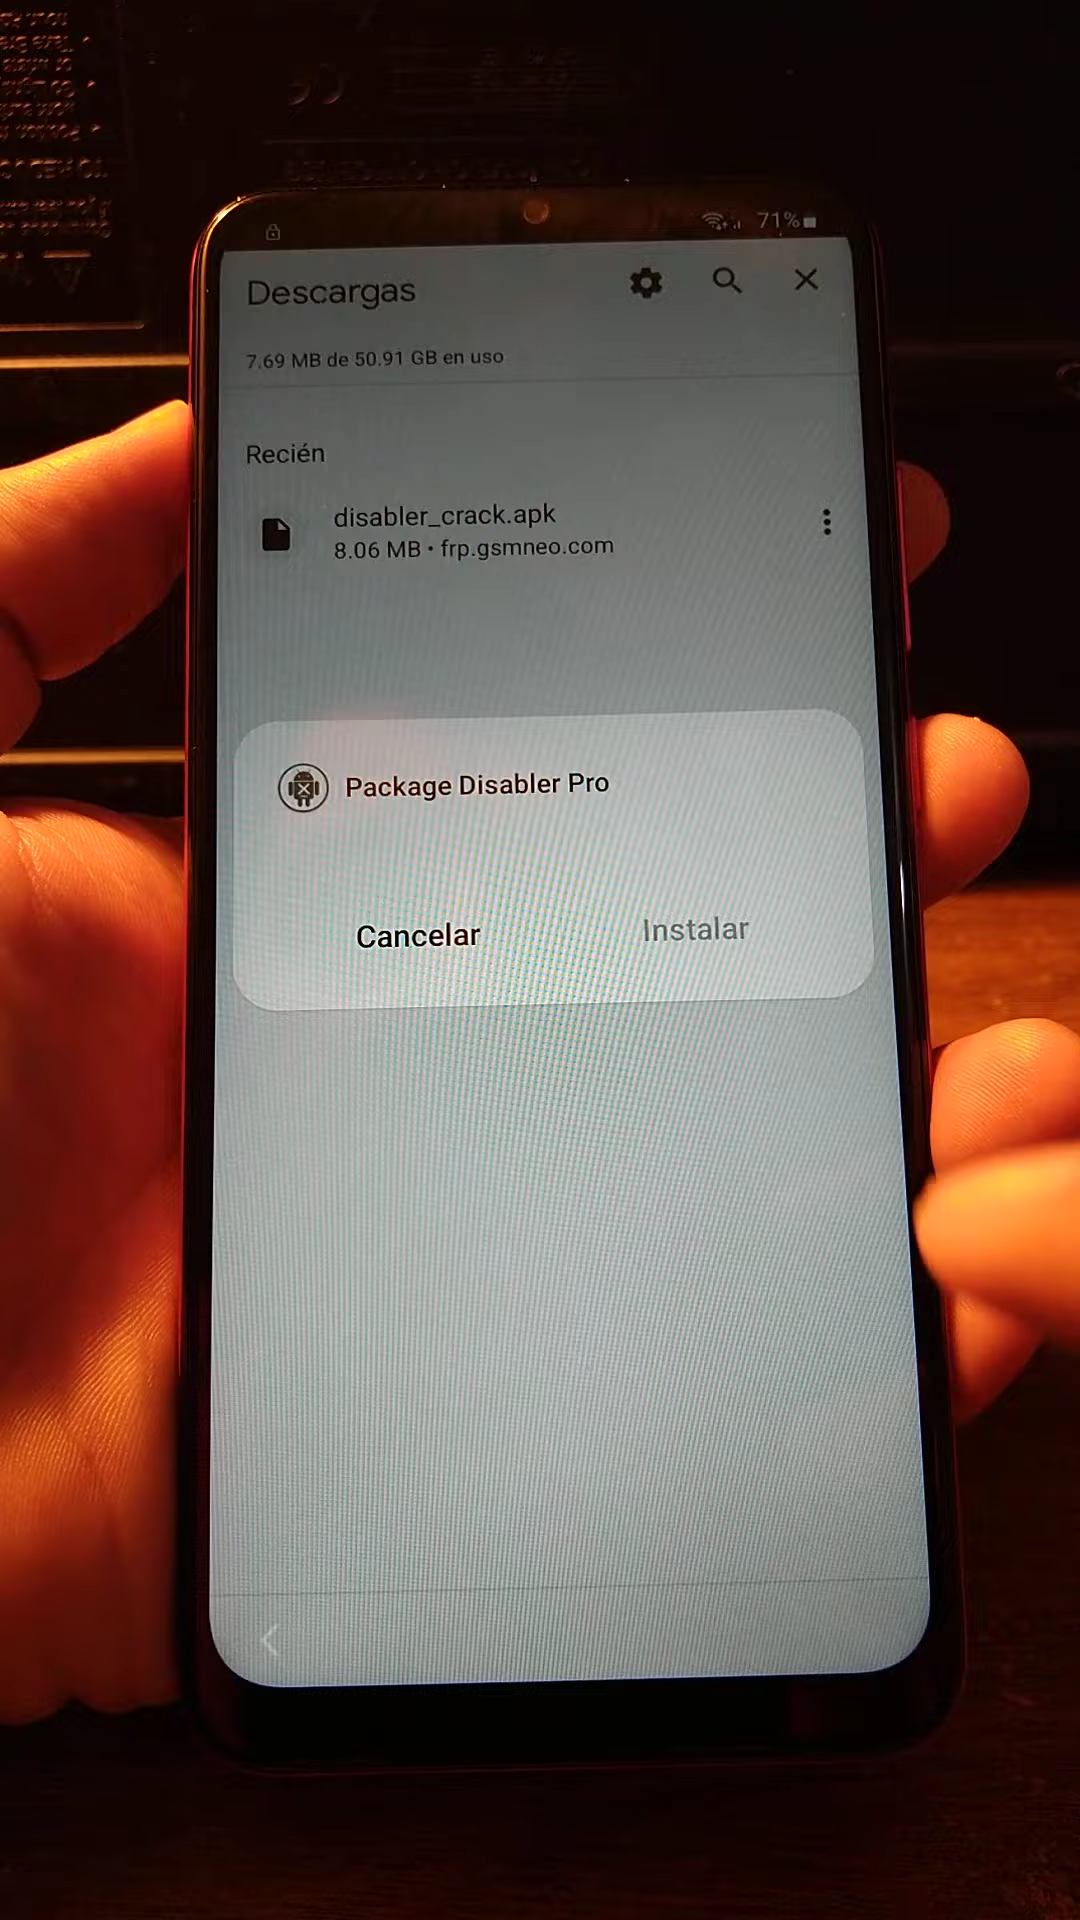 71%
Descargas
7.69 MB de 50.91 GB en uso
Recién
disabler_crack.apk
8.06 MB • frp.gsmneo.com
Package Disabler Pro
Cancelar
Instalar